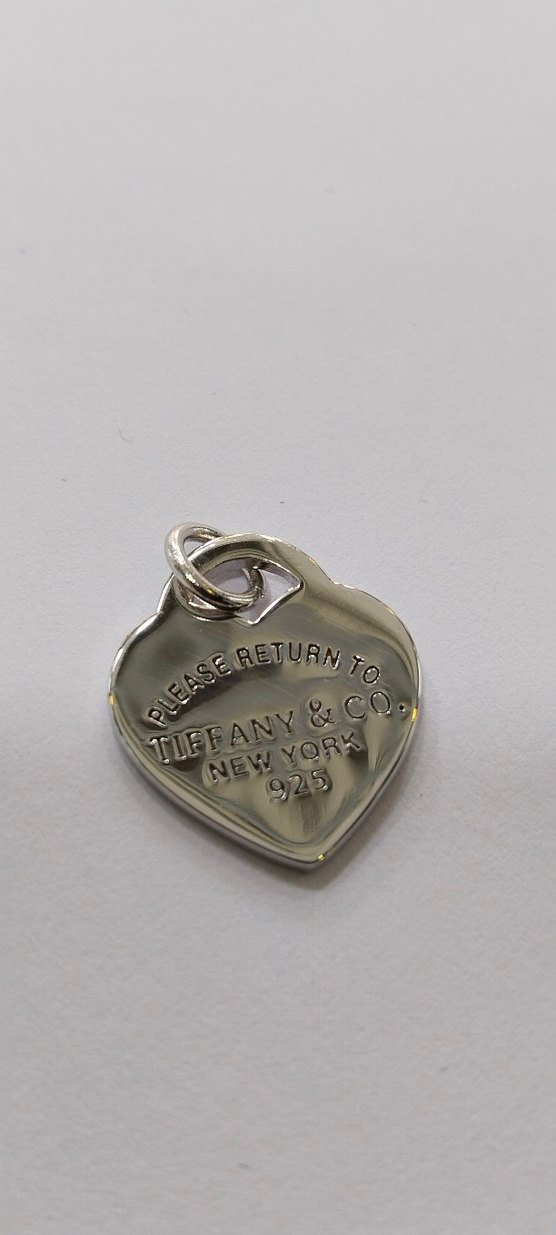 PLEASE RETURN TO
TIFFANY & CO.
NEW YORK
925